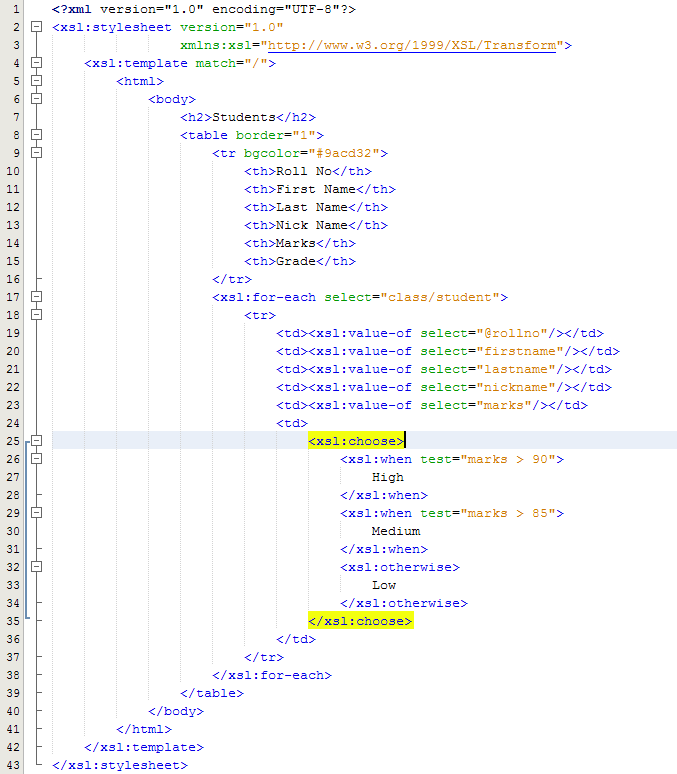 1 <?xml version="1.0" encoding="UTF-8"?>
2 <xsl:stylesheet version="1.0"
3 xmlns:xsl="http://www.w3.org/1999/XSL/Transform">
4 <xsl:template match="/">
5 <html>
6 <body>
7 <h2>Students</h2>
8 <table border="1">
9 <tr bgcolor="#9acd32">
10 <th>Roll No</th>
11 <th>First Name</th>
12 <th>Last Name</th>
13 <th>Nick Name</th>
14 <th>Marks</th>
15 <th>Grade</th>
16 </tr>
17 <xsl:for-each select="class/student">
18 <tr>
19 <td><xsl:value-of select="@rollno"/></td>
20 <td><xsl:value-of select="firstname"/></td>
21 <td><xsl:value-of select="lastname"/></td>
22 <td><xsl:value-of select="nickname"/></td>
23 <td><xsl:value-of select="marks"/></td>
24 <td>
25 <xsl:choose>
26 <xsl:when test="marks > 90">
27 High
28 </xsl:when>
29 <xsl:when test="marks > 85">
30 Medium
31 </xsl:when>
32 <xsl:otherwise>
33 Low
34 </xsl:otherwise>
35 </xsl:choose>
36 </td>
37 </tr>
38 </xsl:for-each>
39 </table>
40 </body>
41 </html>
42 </xsl:template>
43 </xsl:stylesheet>